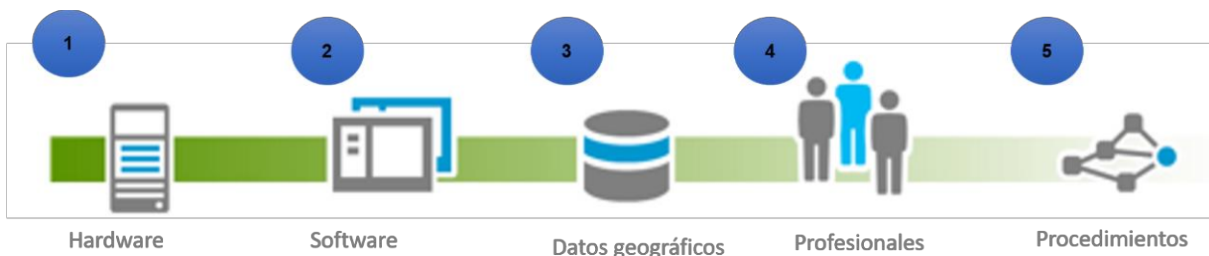 1
2
3
4
5
Hardware
Software
Datos geográficos
Profesionales
Procedimientos